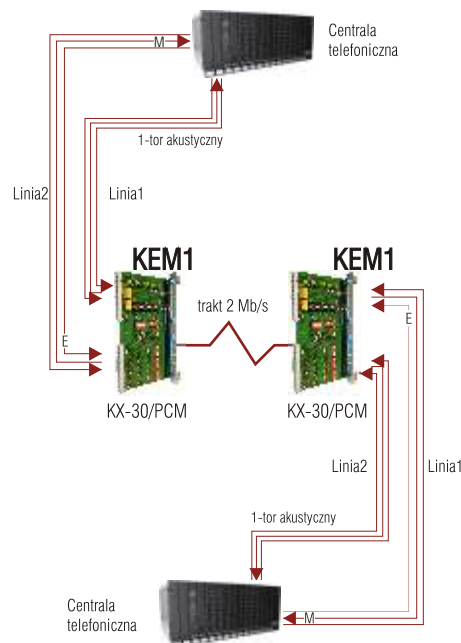 Centrala
telefoniczna
M
1-tor akustyczny
Linia2
Linia1
KEM1
KEM1
trakt 2 Mb/s
E
E
KX-30/PCM
KX-30/PCM
Linia2
Linia1
1-tor akustyczny
Centrala
telefoniczna
M